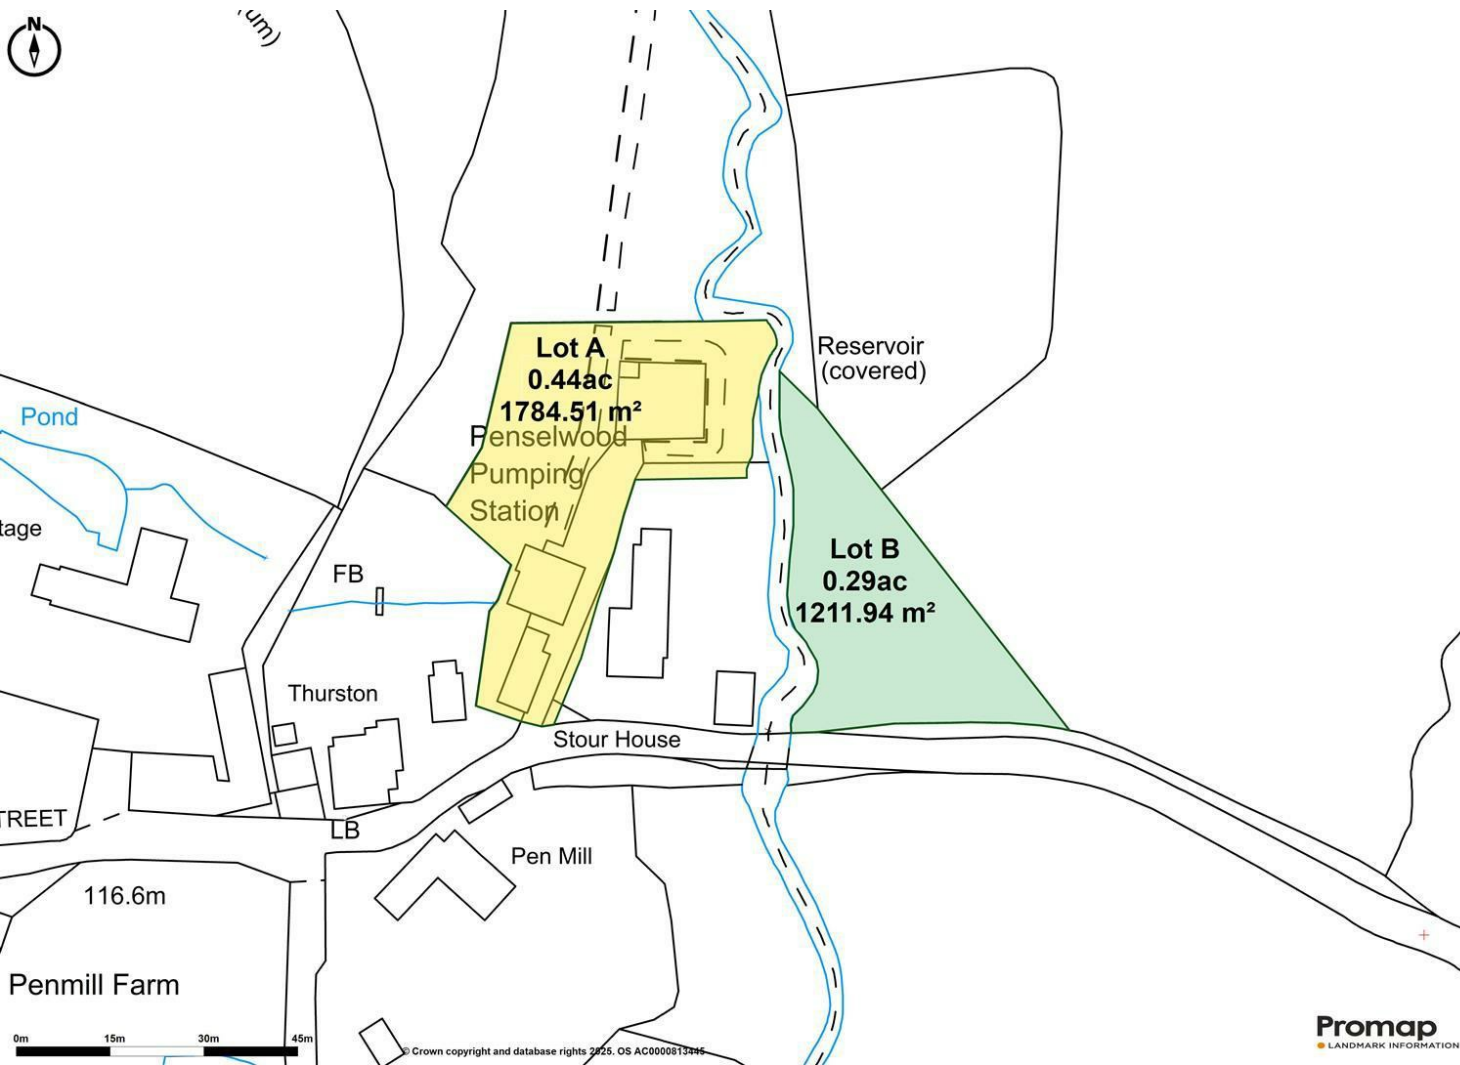 N
rum)
Lot A
0.44ac
1784.51 m²
Penselwood
Pumping
Station
Reservoir
(covered)
Pond
tage
FB
Lot B
0.29ac
1211.94 m²
Thurston
Stour House
TREET
LB
Pen Mill
116.6m
Penmill Farm
0m 15m 30m 45m
© Crown copyright and database rights 2025. OS AC0000813445
Promap
LANDMARK INFORMATION